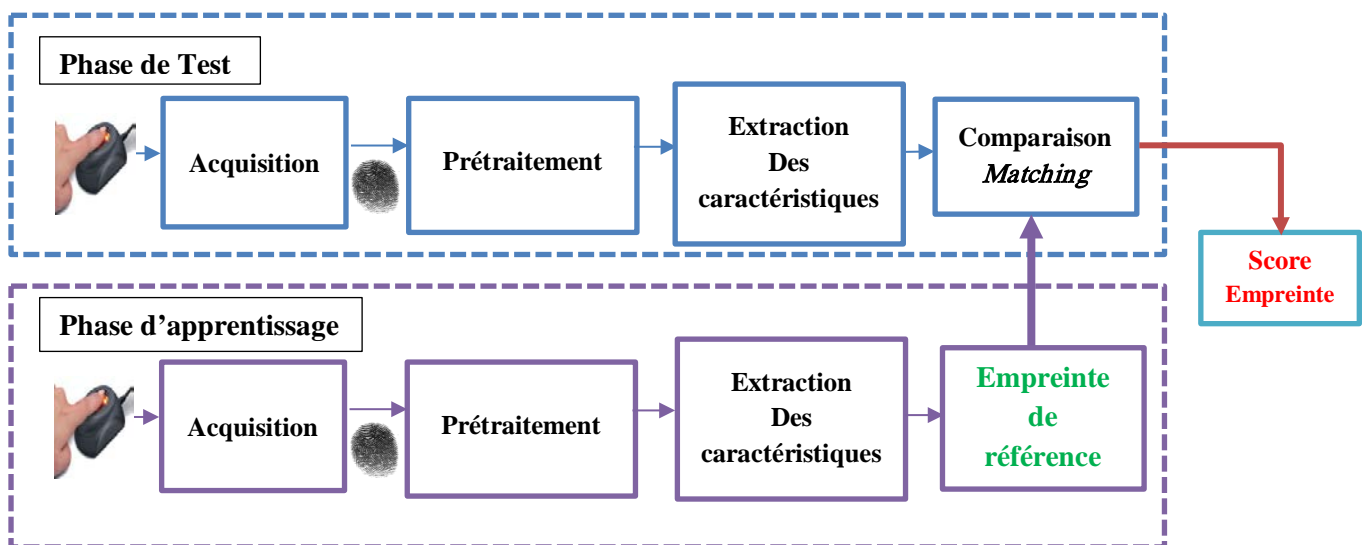 Phase de Test
Acquisition
Prétraitement
Extraction
Des
caractéristiques
Comparaison
Matching
Score
Empreinte
Phase d’apprentissage
Acquisition
Prétraitement
Extraction
Des
caractéristiques
Empreinte
de
référence